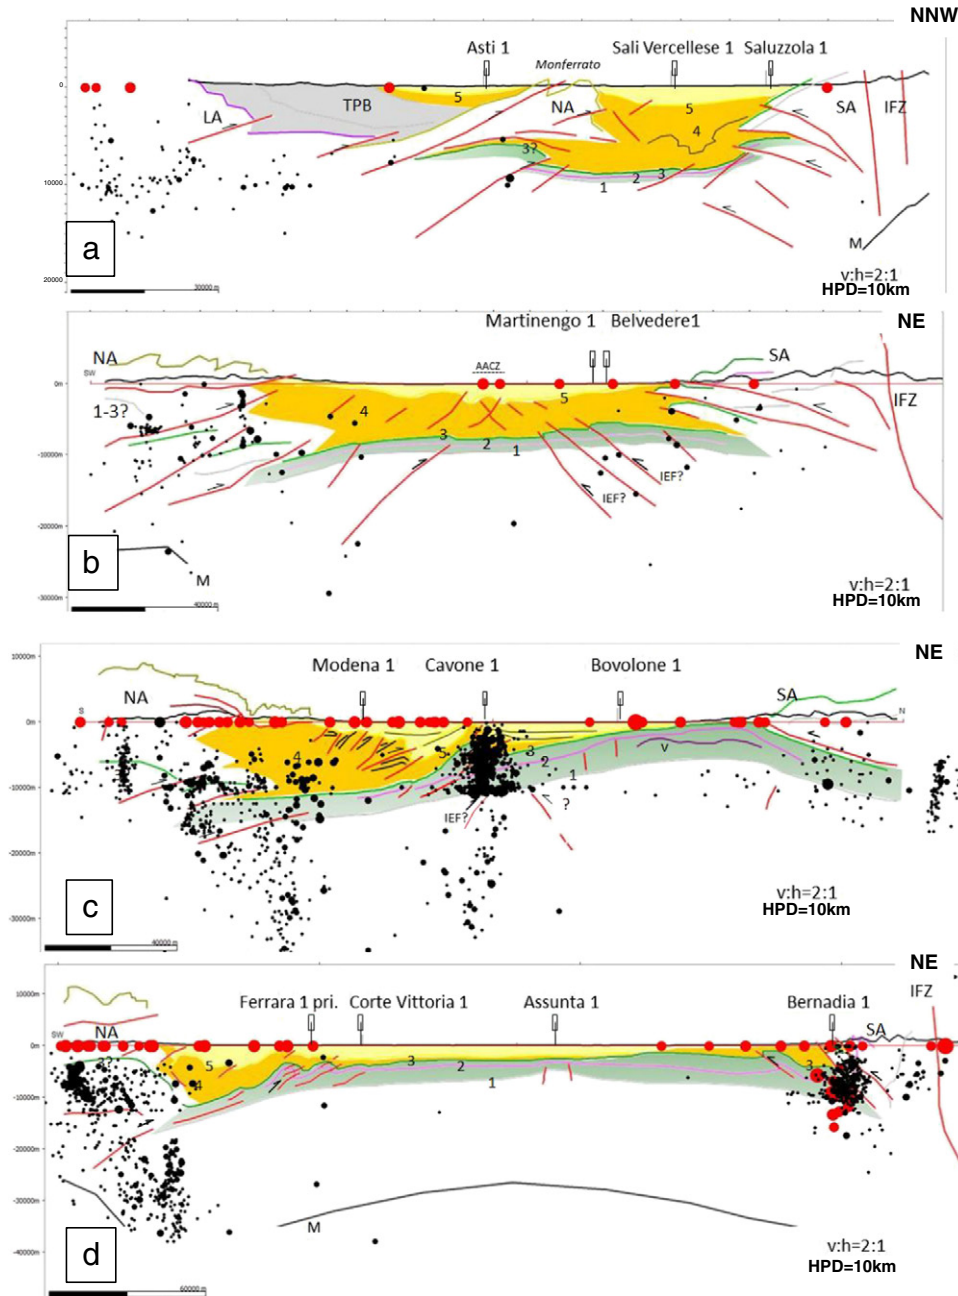 NNW
Asti 1
Monferrato
Sali Vercellese 1
Saluzzola 1
0
LA
TPB
5
NA
5
4
SA
IFZ
3?
1
2
3
10000
M
a
20000
30000 m
v:h=2:1
HPD=10km
Martinengo 1
Belvedere1
NE
NA
SW
AACZ
SA
0m
1-3?
4
5
IFZ
3
2
1
-10000m
IEF?
IEF?
-20000m
b
M
-30000m
40000 m
v:h=2:1
HPD=10km
10000m
Modena 1
Cavone 1
Bovolone 1
NE
NA
SA
S
N
0m
4
5
3
2
1
v
-10000m
IEF?
?
-20000m
c
-30000m
40000 m
v:h=2:1
HPD=10km
NE
10000m
Ferrara 1 pri.
Corte Vittoria 1
Assunta 1
Bernadia 1
IFZ
SW
NA
SA
0m
3?
5
4
3
2
1
3
-10000m
-20000m
-30000m
M
d
-40000m
60000 m
v:h=2:1
HPD=10km